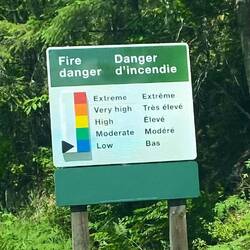 Fire Danger
danger d'incendie
Extreme Extrême
Very high Très élevé
High Élevé
Moderate Modéré
Low Bas